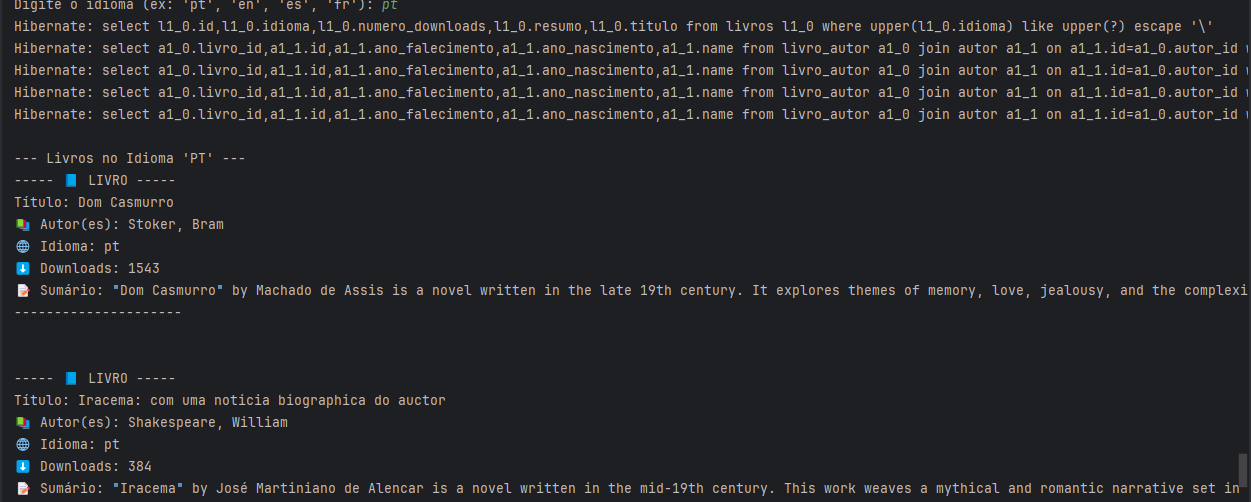 Digite o idioma (ex: 'pt', 'en', 'es', 'fr'): pt
Hibernate: select l1_0.id,l1_0.idioma,l1_0.numero_downloads,l1_0.resumo,l1_0.titulo from livros l1_0 where upper(l1_0.idioma) like upper(?) escape '\'
Hibernate: select a1_0.livro_id,a1_1.id,a1_1.ano_falecimento,a1_1.ano_nascimento,a1_1.name from livro_autor a1_0 join autor a1_1 on a1_1.id=a1_0.autor_id
Hibernate: select a1_0.livro_id,a1_1.id,a1_1.ano_falecimento,a1_1.ano_nascimento,a1_1.name from livro_autor a1_0 join autor a1_1 on a1_1.id=a1_0.autor_id
Hibernate: select a1_0.livro_id,a1_1.id,a1_1.ano_falecimento,a1_1.ano_nascimento,a1_1.name from livro_autor a1_0 join autor a1_1 on a1_1.id=a1_0.autor_id
Hibernate: select a1_0.livro_id,a1_1.id,a1_1.ano_falecimento,a1_1.ano_nascimento,a1_1.name from livro_autor a1_0 join autor a1_1 on a1_1.id=a1_0.autor_id
--- Livros no Idioma 'PT' ---
----- 📘 LIVRO -----
Título: Dom Casmurro
📚 Autor(es): Stoker, Bram
🌐 Idioma: pt
⬇️ Downloads: 1543
📝 Sumário: "Dom Casmurro" by Machado de Assis is a novel written in the late 19th century. It explores themes of memory, love, jealousy, and the complexi
---------------------
----- 📘 LIVRO -----
Título: Iracema: com uma noticia biographica do auctor
📚 Autor(es): Shakespeare, William
🌐 Idioma: pt
⬇️ Downloads: 384
📝 Sumário: "Iracema" by José Martiniano de Alencar is a novel written in the mid-19th century. This work weaves a mythical and romantic narrative set in